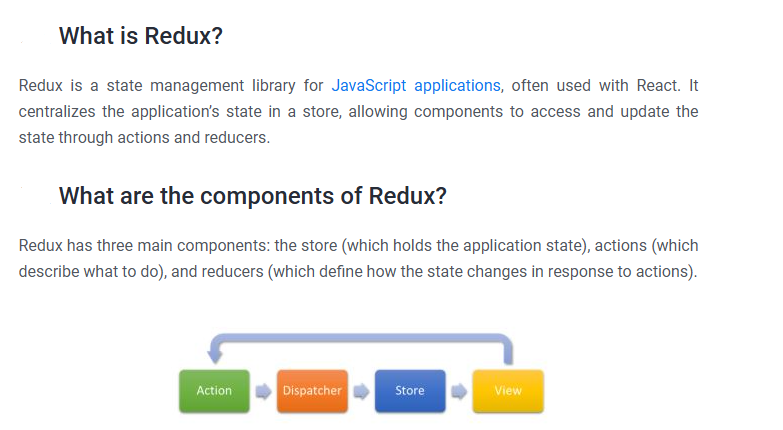 What is Redux?
Redux is a state management library for JavaScript applications, often used with React. It
centralizes the application's state in a store, allowing components to access and update the
state through actions and reducers.
What are the components of Redux?
Redux has three main components: the store (which holds the application state), actions (which
describe what to do), and reducers (which define how the state changes in response to actions).
Action Dispatcher Store View